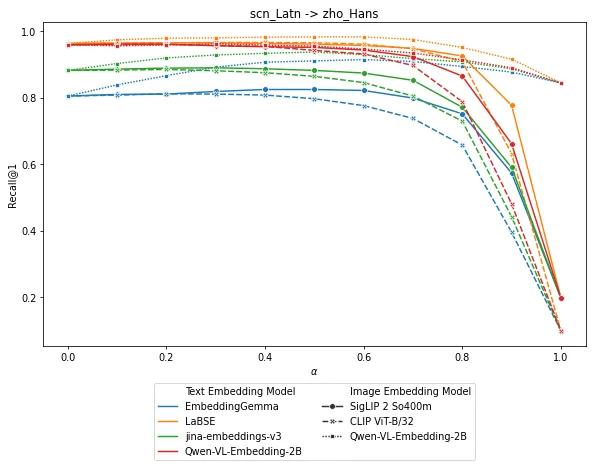 scn_Latn -> zho_Hans
Recall@1
1.0
0.8
0.6
0.4
0.2
0.0 0.2 0.4 0.6 0.8 1.0
α
Text Embedding Model
EmbeddingGemma
LaBSE
jina-embeddings-v3
Qwen-VL-Embedding-2B
Image Embedding Model
SigLIP 2 So400m
CLIP ViT-B/32
Qwen-VL-Embedding-2B